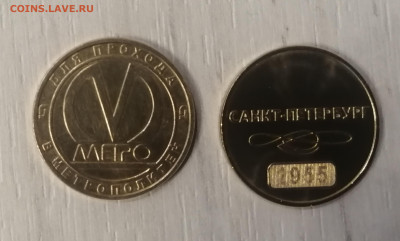 COINS.LAVE.RU
ДЛЯ ПРОХОДА
V
МЕТРО
В МЕТРОПОЛИТЕН
САНКТ-ПЕТЕРБУРГ
1955